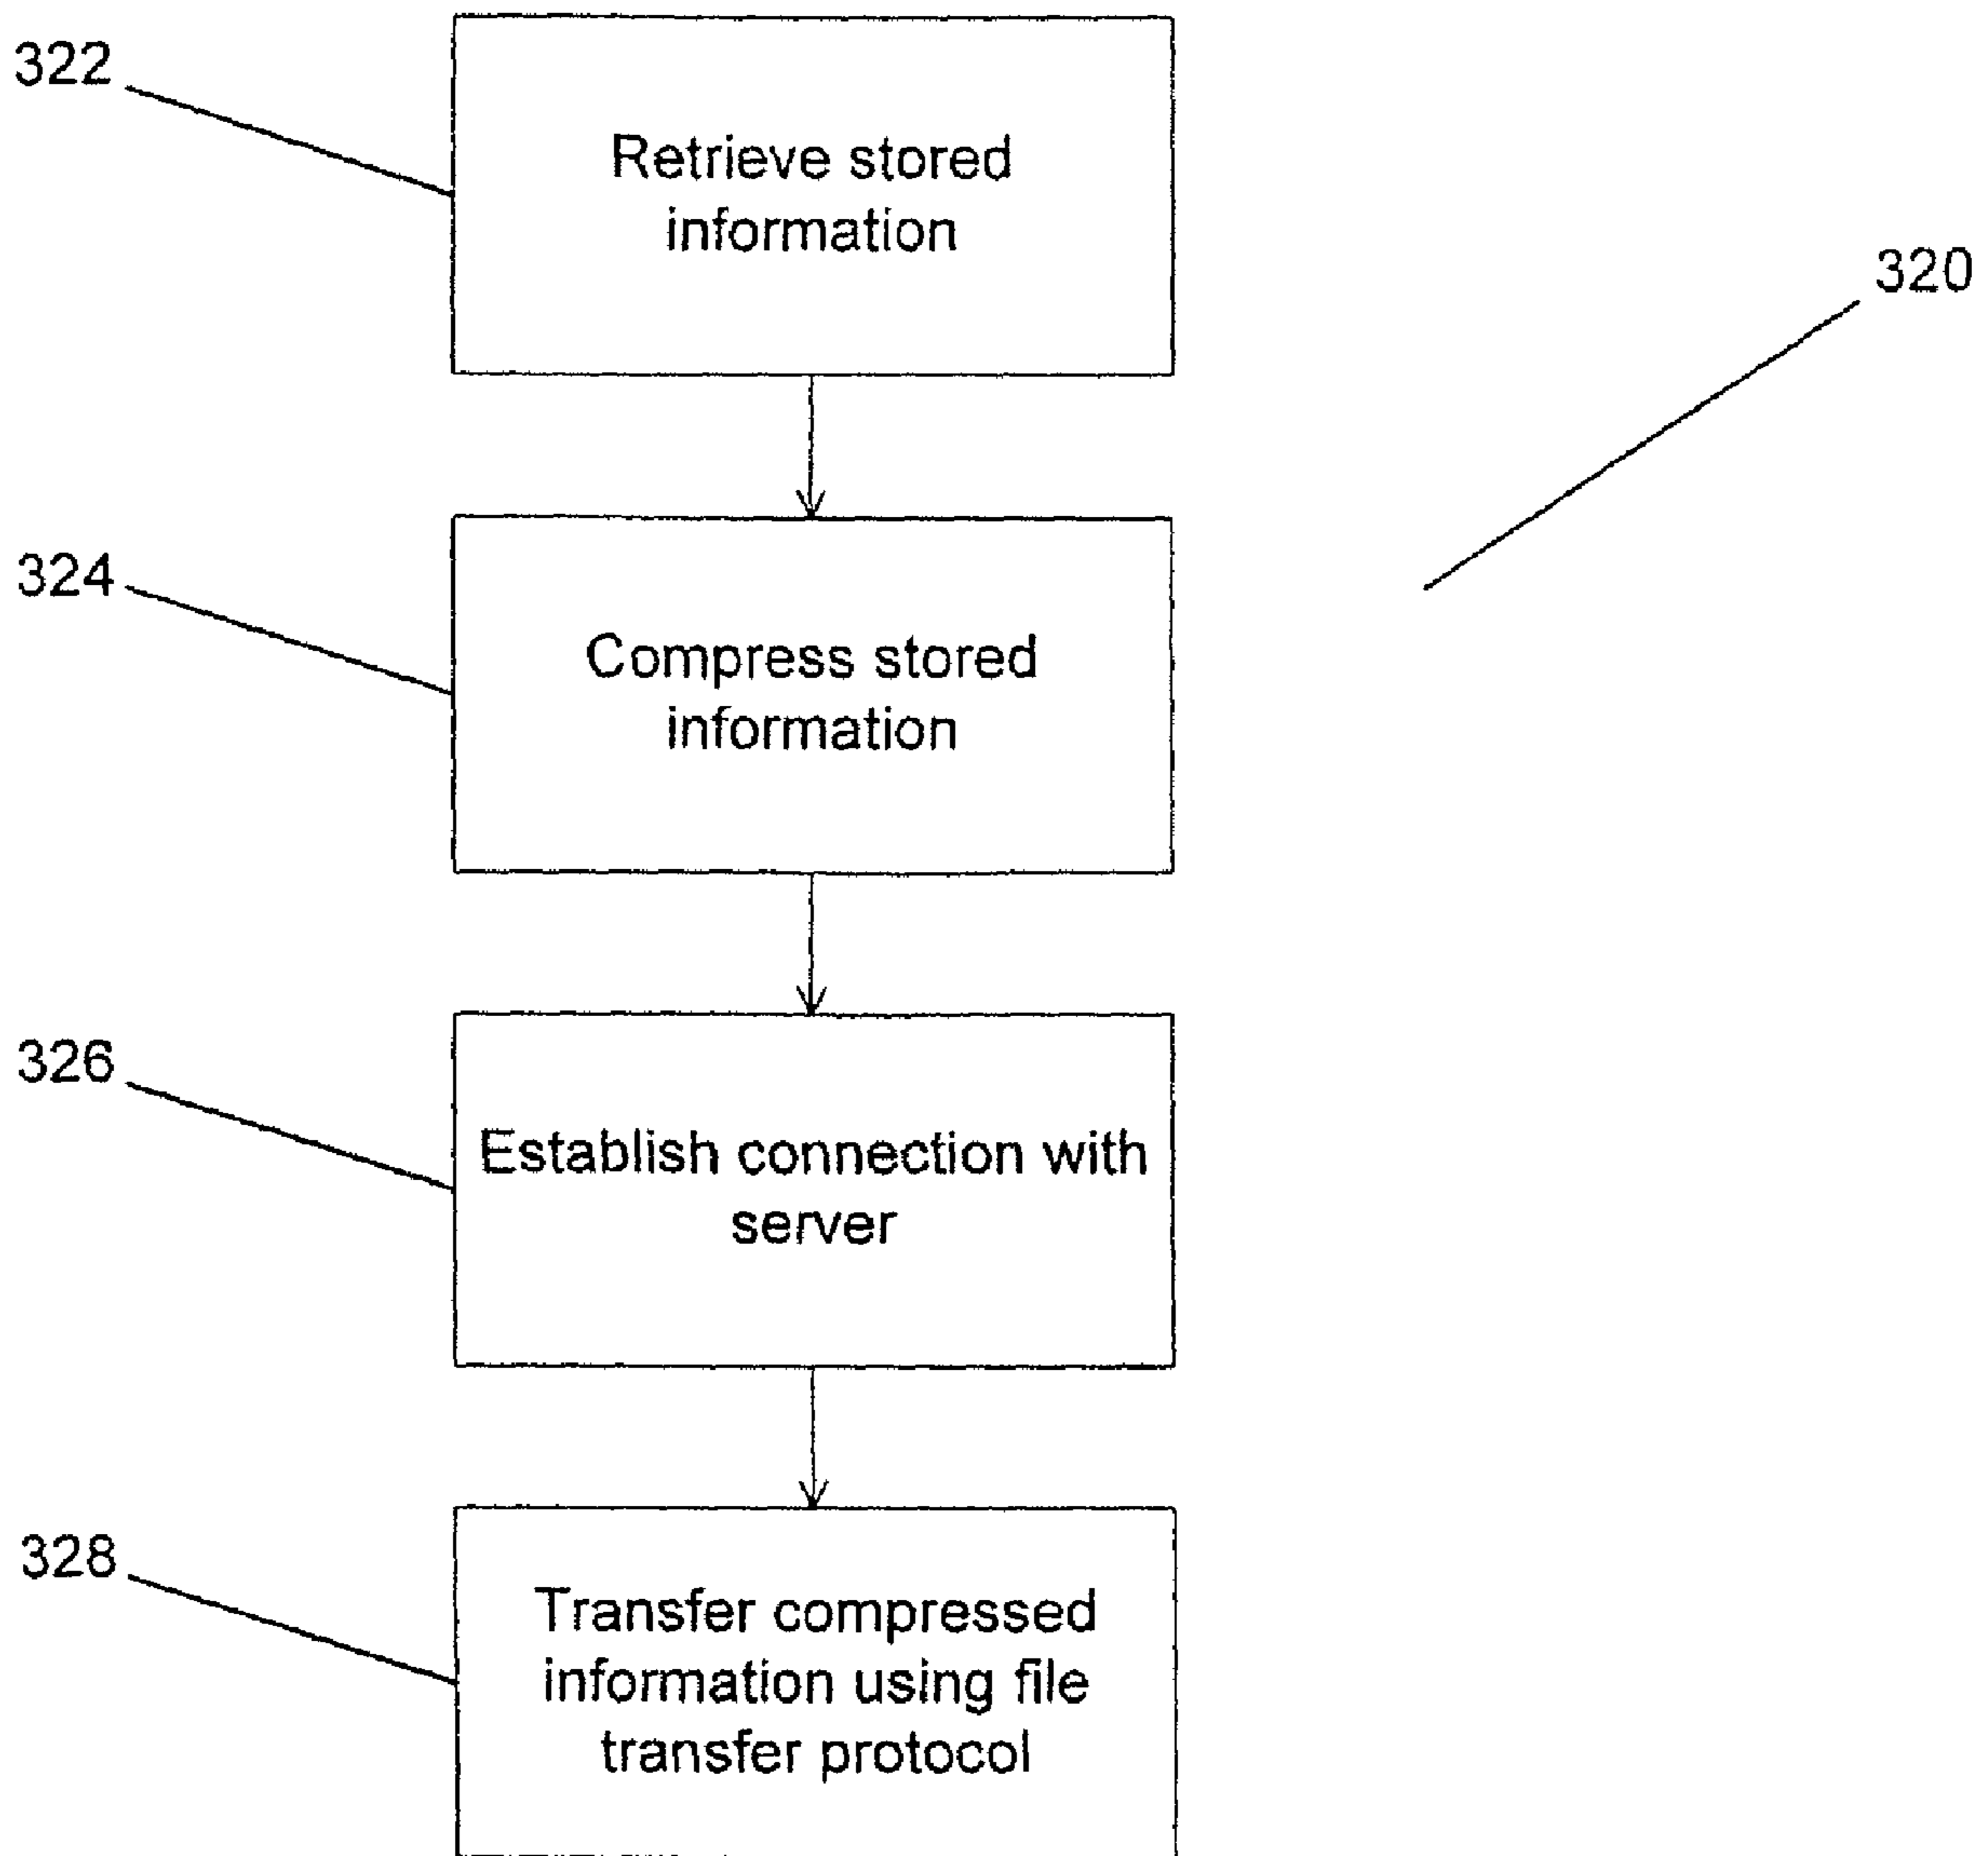 322
Retrieve stored
information
320
324
Compress stored
information
326
Establish connection with
server
328
Transfer compressed
information using file
transfer protocol